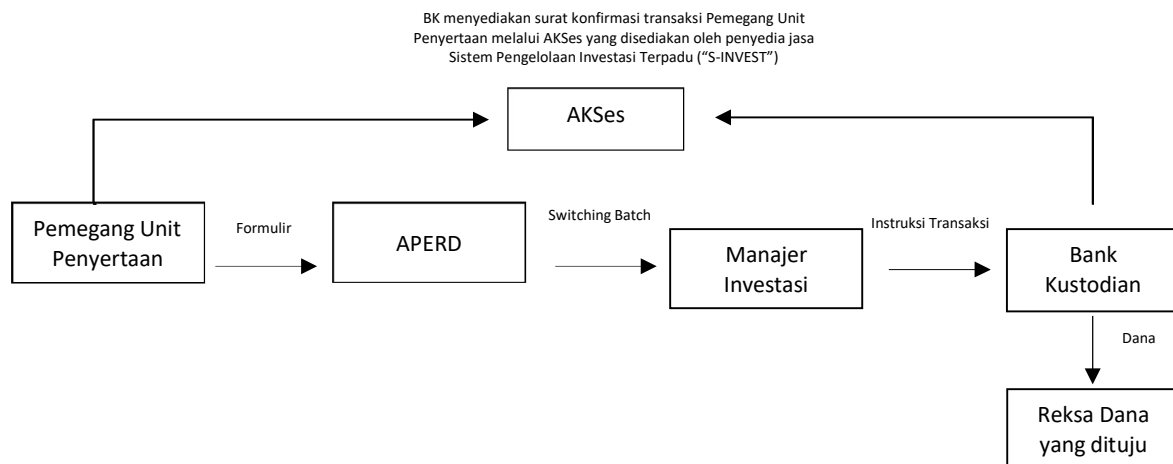 BK menyediakan surat konfirmasi transaksi Pemegang Unit
Penyertaan melalui AKSes yang disediakan oleh penyedia jasa
Sistem Pengelolaan Investasi Terpadu (“S-INVEST”)
AKSes
Pemegang Unit
Penyertaan
Formulir
APERD
Switching Batch
Manajer
Investasi
Instruksi Transaksi
Bank
Kustodian
Dana
Reksa Dana
yang dituju